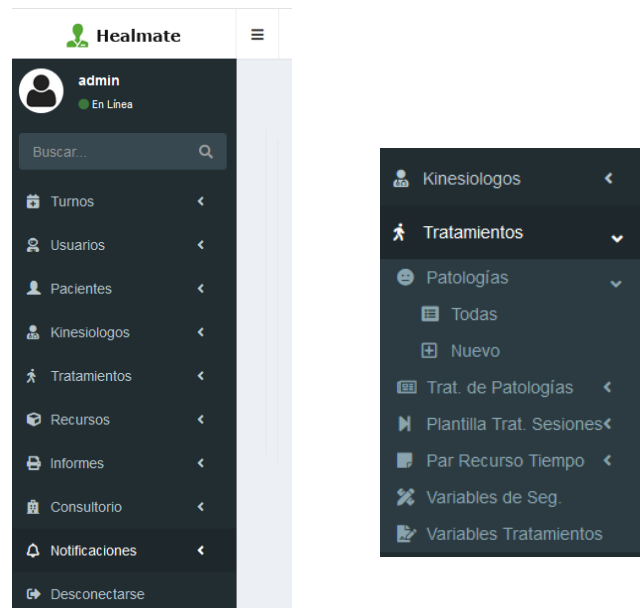 Healmate
admin
En Línea
Buscar...
Turnos
Usuarios
Pacientes
Kinesiologos
Tratamientos
Recursos
Informes
Consultorio
Notificaciones
Desconectarse
Kinesiologos
Tratamientos
Patologías
Todas
Nuevo
Trat. de Patologías
Plantilla Trat. Sesiones
Par Recurso Tiempo
Variables de Seg.
Variables Tratamientos